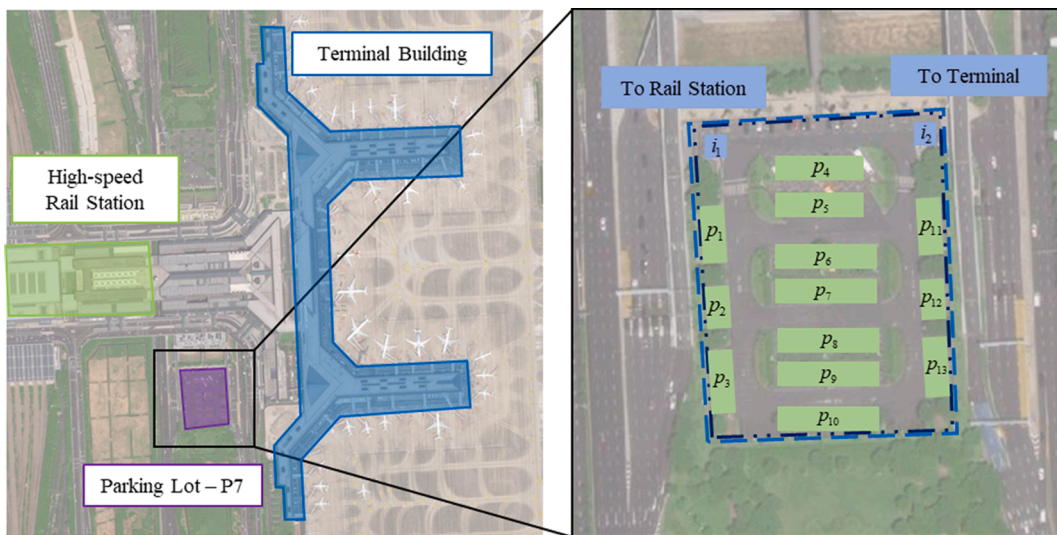 Terminal Building
High-speed
Rail Station
Parking Lot – P7
To Rail Station
To Terminal
i1
i2
p4
p5
p1
p11
p6
p7
p2
p12
p8
p9
p3
p13
p10